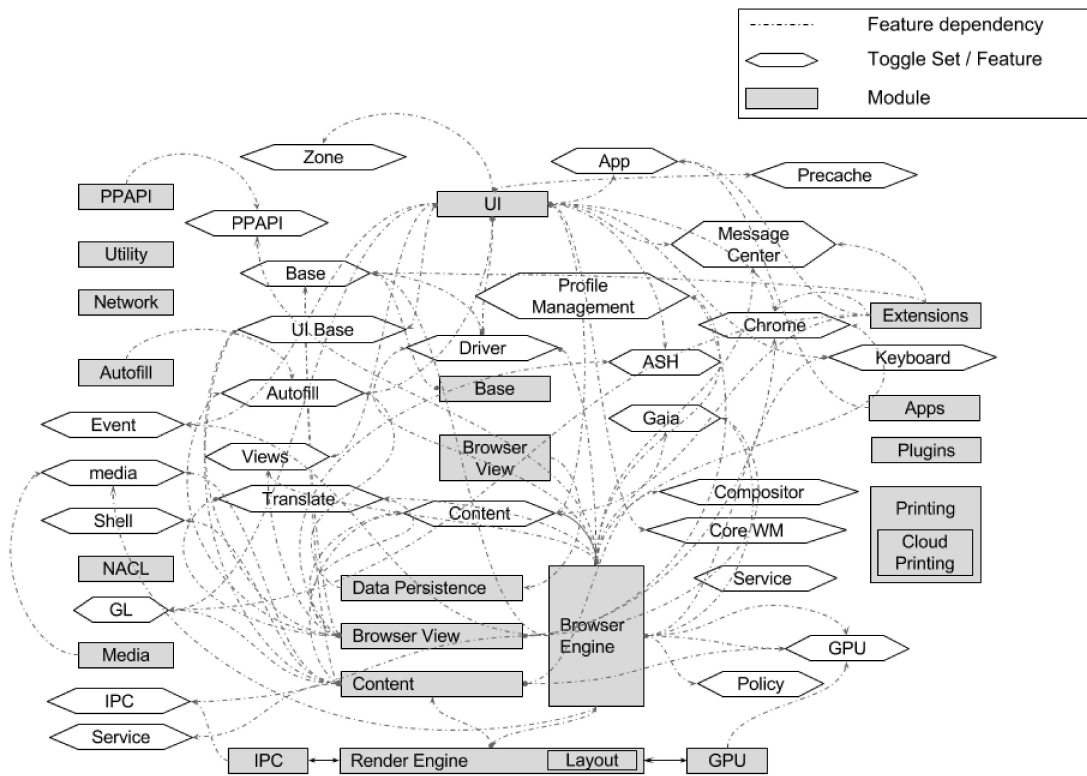 Feature dependency
Toggle Set / Feature
Module
Zone
App
Precache
PPAPI
UI
PPAPI
Message
Center
Utility
Base
Profile
Management
Network
UI Base
Chrome
Extensions
Driver
ASH
Keyboard
Autofill
Autofill
Base
Gaia
Apps
Event
Browser
View
Plugins
Views
media
Translate
Content
Compositor
Shell
Core WM
Printing
Cloud
Printing
NACL
Data Persistence
Service
GL
Browser View
Browser
Engine
GPU
Media
Content
Policy
IPC
Service
IPC
Render Engine
Layout
GPU